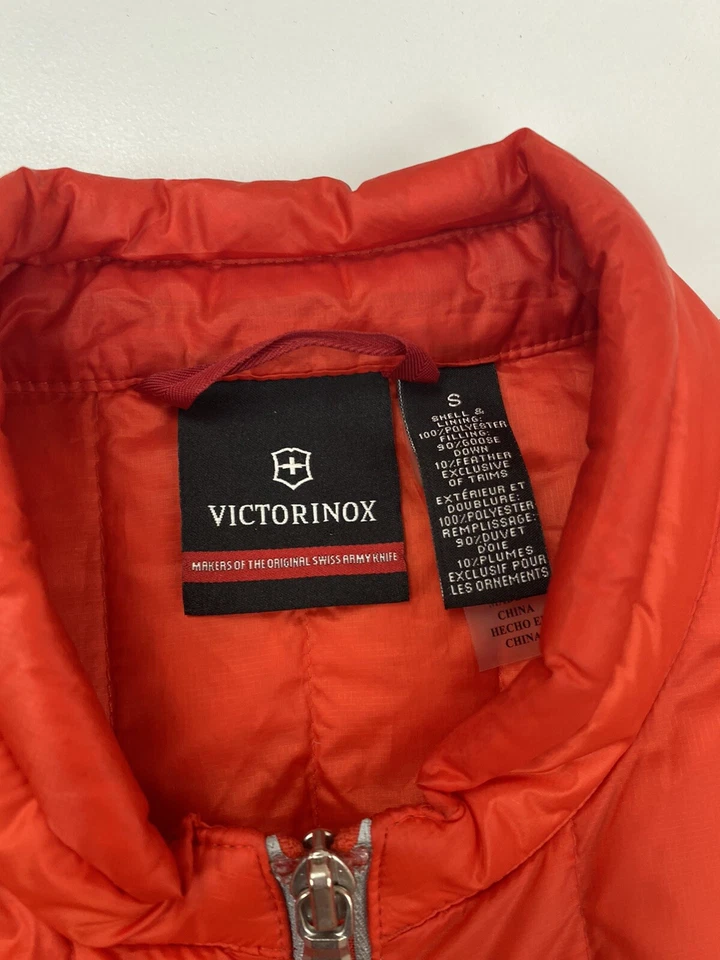 VICTORINOX
MAKERS OF THE ORIGINAL SWISS ARMY KNIFE
S
SHELL &
LINING:
100%POLYESTER
FILLING:
90%GOOSE
DOWN
10%FEATHER
EXCLUSIVE
OF TRIMS
EXTÉRIEUR ET
DOUBLURE:
100%POLYESTER
REMPLISSAGE:
90%DUVET
D'OIE
10%PLUMES
EXCLUSIF POUR
LES ORNEMENTS
CHINA
HECHO E
CHINA